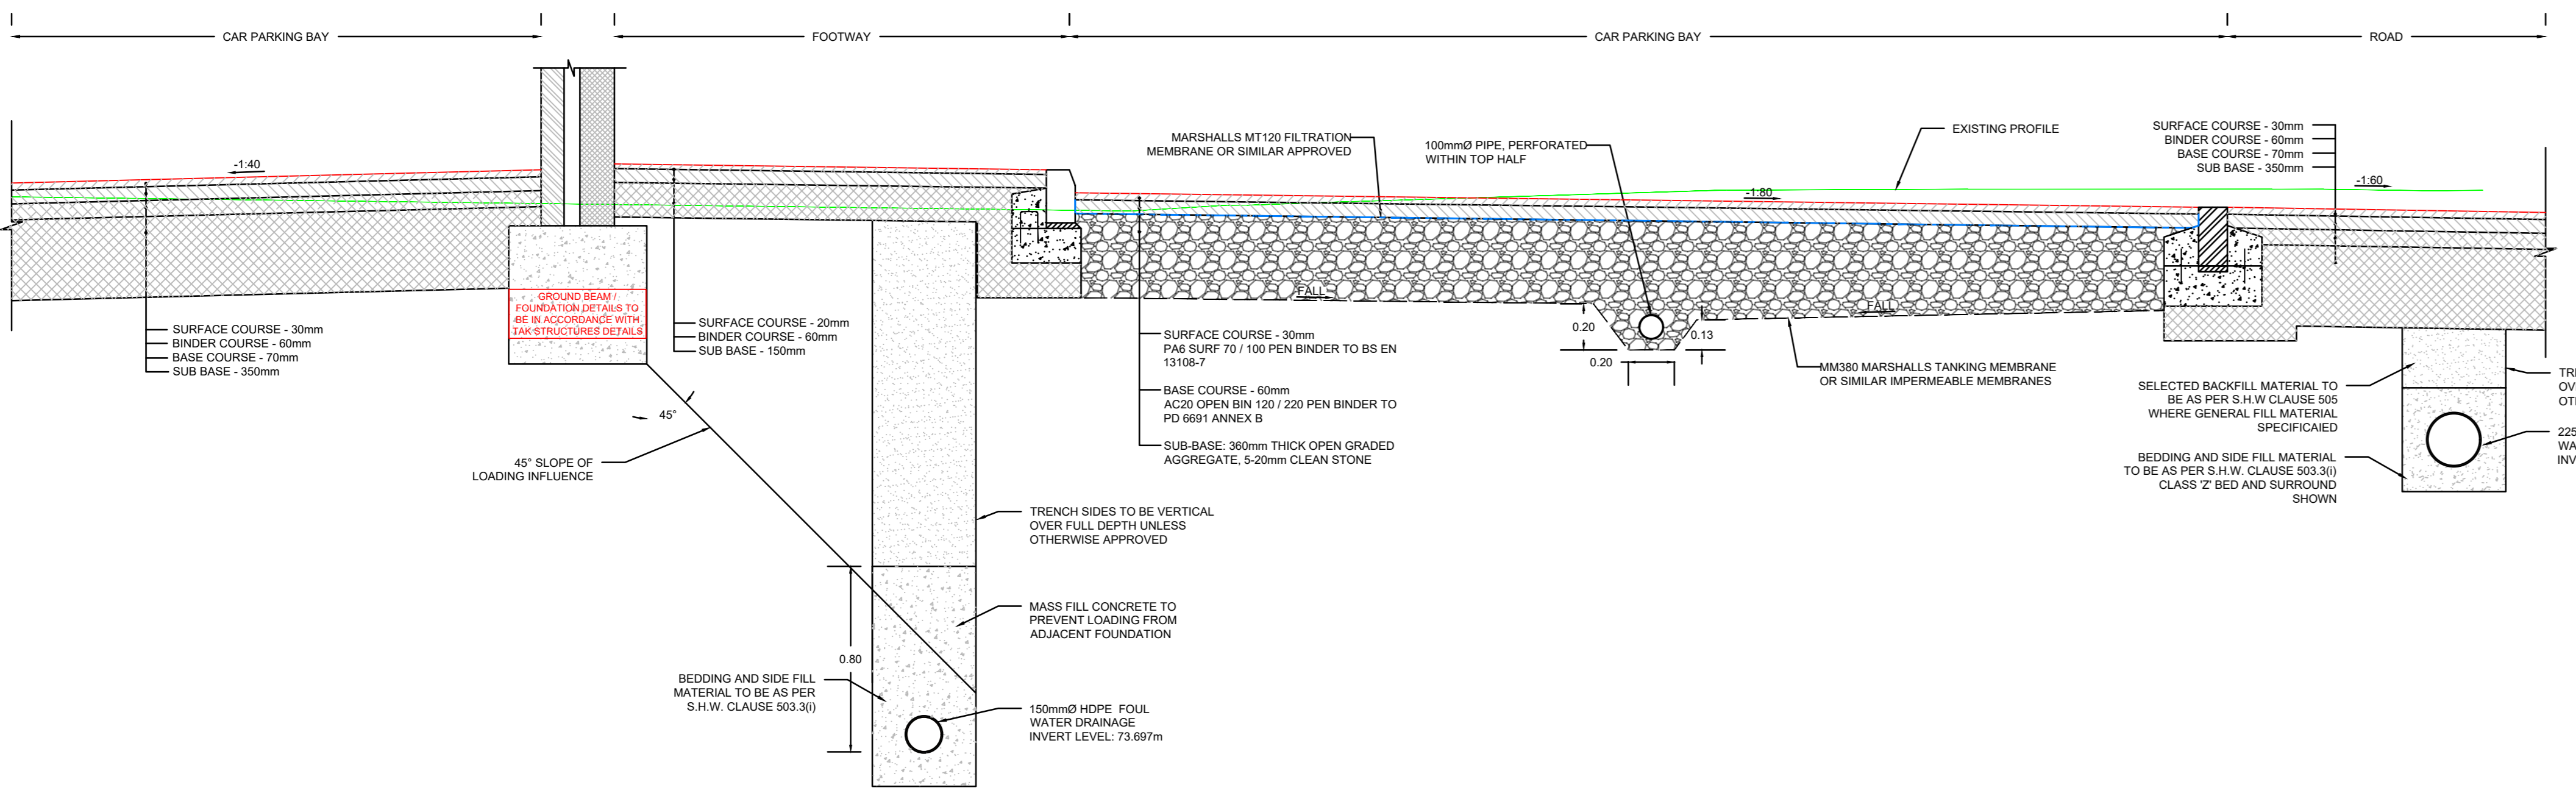 CAR PARKING BAY
FOOTWAY
CAR PARKING BAY
ROAD
-1:40
MARSHALLS MT120 FILTRATION
MEMBRANE OR SIMILAR APPROVED
100mmØ PIPE, PERFORATED
WITHIN TOP HALF
EXISTING PROFILE
SURFACE COURSE - 30mm
BINDER COURSE - 60mm
BASE COURSE - 70mm
SUB BASE - 350mm
-1:80
-1:60
GROUND BEAM /
FOUNDATION DETAILS TO
BE IN ACCORDANCE WITH
TAK STRUCTURES DETAILS
SURFACE COURSE - 30mm
BINDER COURSE - 60mm
BASE COURSE - 70mm
SUB BASE - 350mm
SURFACE COURSE - 20mm
BINDER COURSE - 60mm
SUB BASE - 150mm
FALL
FALL
0.20
0.13
0.20
SURFACE COURSE - 30mm
PA6 SURF 70 / 100 PEN BINDER TO BS EN
13108-7
BASE COURSE - 60mm
AC20 OPEN BIN 120 / 220 PEN BINDER TO
PD 6691 ANNEX B
SUB-BASE: 360mm THICK OPEN GRADED
AGGREGATE, 5-20mm CLEAN STONE
MM380 MARSHALLS TANKING MEMBRANE
OR SIMILAR IMPERMEABLE MEMBRANES
SELECTED BACKFILL MATERIAL TO
BE AS PER S.H.W CLAUSE 505
WHERE GENERAL FILL MATERIAL
SPECIFICAIED
BEDDING AND SIDE FILL MATERIAL
TO BE AS PER S.H.W. CLAUSE 503.3(i)
CLASS 'Z' BED AND SURROUND
SHOWN
225
45°
45° SLOPE OF
LOADING INFLUENCE
TRENCH SIDES TO BE VERTICAL
OVER FULL DEPTH UNLESS
OTHERWISE APPROVED
MASS FILL CONCRETE TO
PREVENT LOADING FROM
ADJACENT FOUNDATION
0.80
BEDDING AND SIDE FILL
MATERIAL TO BE AS PER
S.H.W. CLAUSE 503.3(i)
150mmØ HDPE FOUL
WATER DRAINAGE
INVERT LEVEL: 73.697m